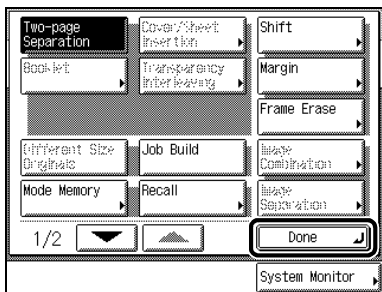 Two-page
Separation
Cover/Sheet
Insertion
Shift
Booklet
Transparency
Interleaving
Margin
Frame Erase
Different Size
Originals
Job Build
Image
Combination
Mode Memory
Recall
Image
Separation
1/2
Done
System Monitor